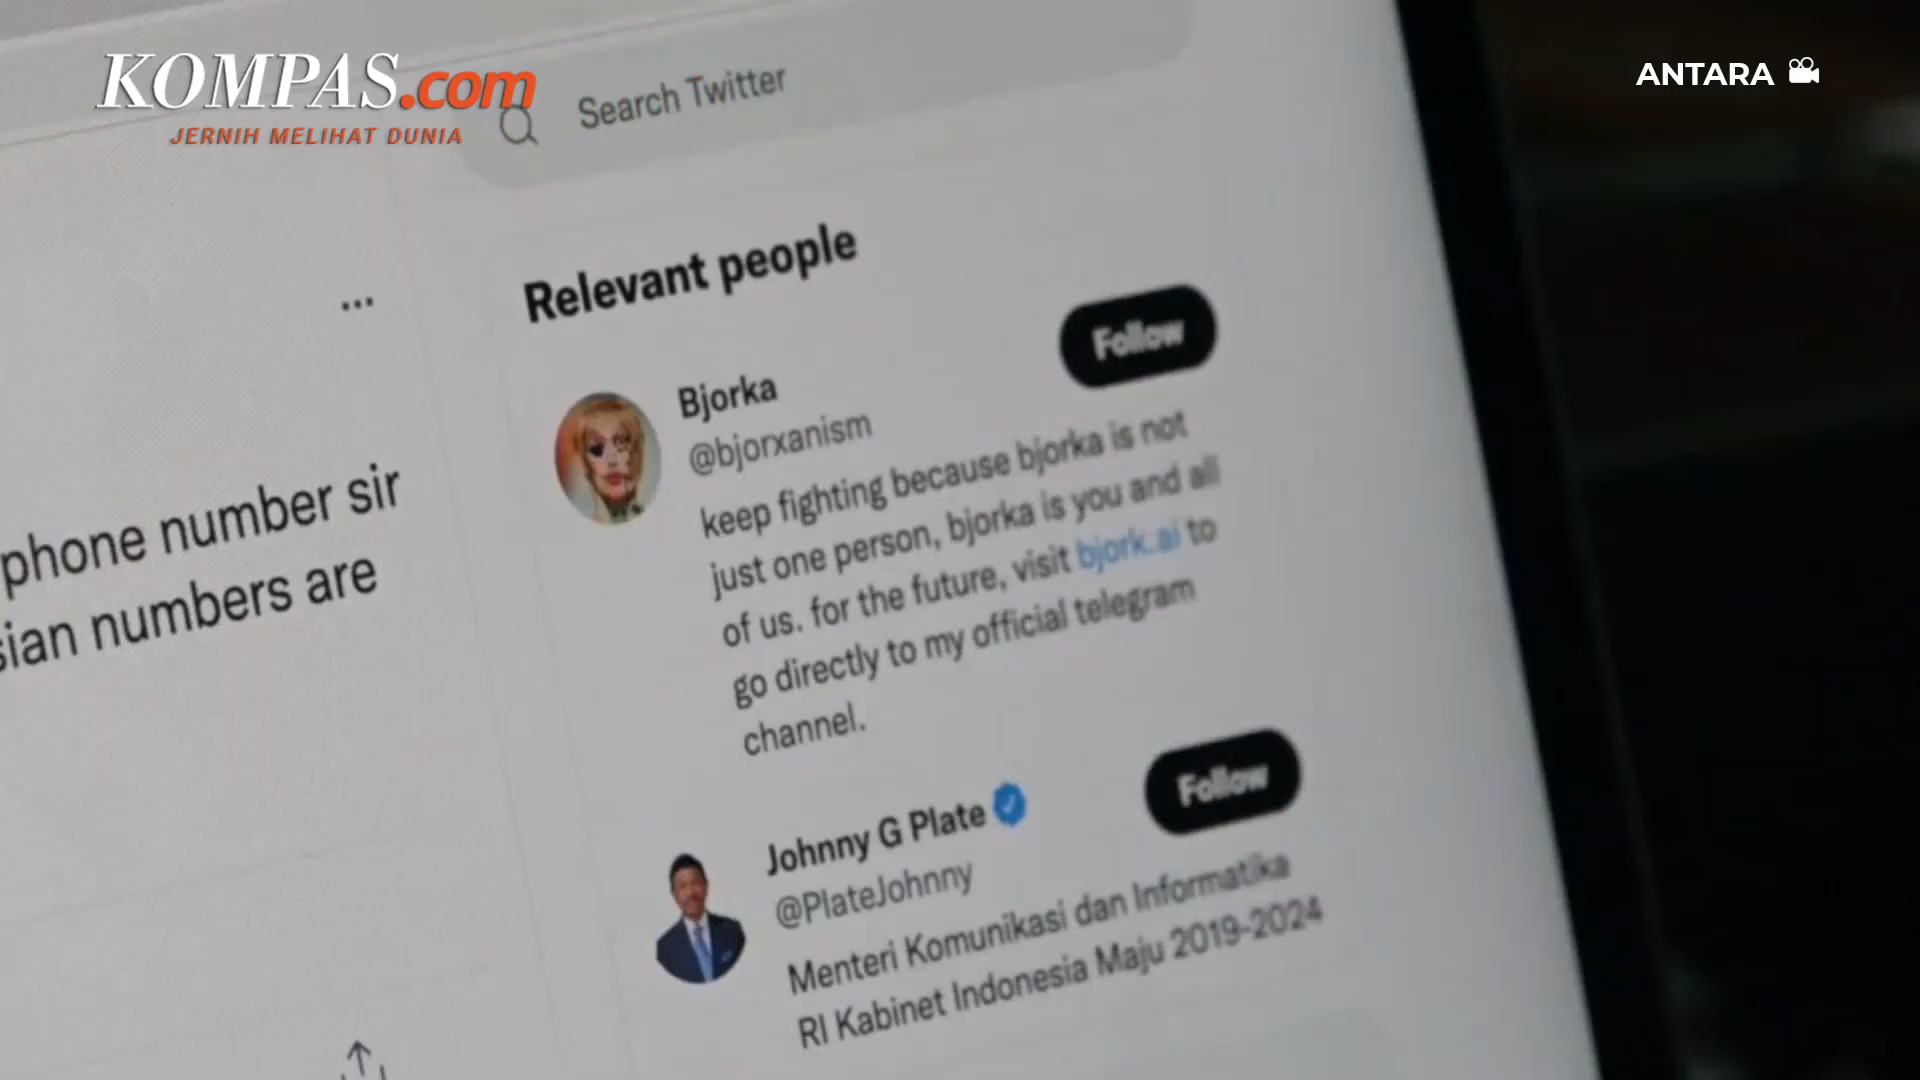 KOMPAS.com
JERNIH MELIHAT DUNIA
ANTARA
Search Twitter
Relevant people
...
Follow
Bjorka
@bjorxanism
keep fighting because bjorka is not
just one person, bjorka is you and all
of us. for the future, visit bjork.ai to
go directly to my official telegram
channel.
phone number sir
sian numbers are
Follow
Johnny G Plate
@PlateJohnny
Menteri Komunikasi dan Informatika
RI Kabinet Indonesia Maju 2019-2024